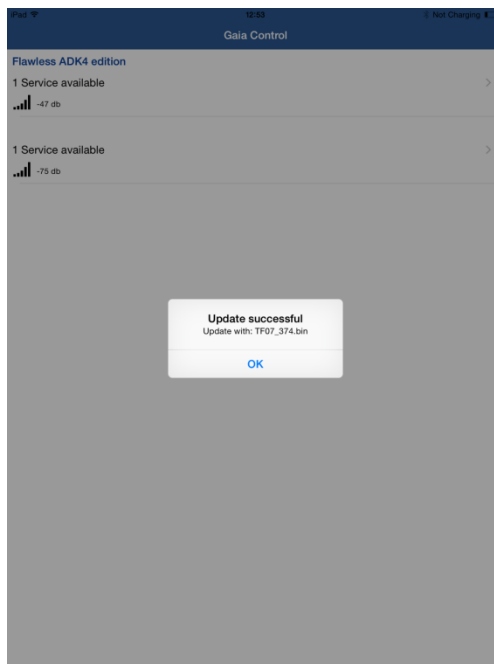 iPad 12:53 Not Charging
Gaia Control
Flawless ADK4 edition
1 Service available
-47 db
1 Service available
-75 db
Update successful
Update with: TF07_374.bin
OK